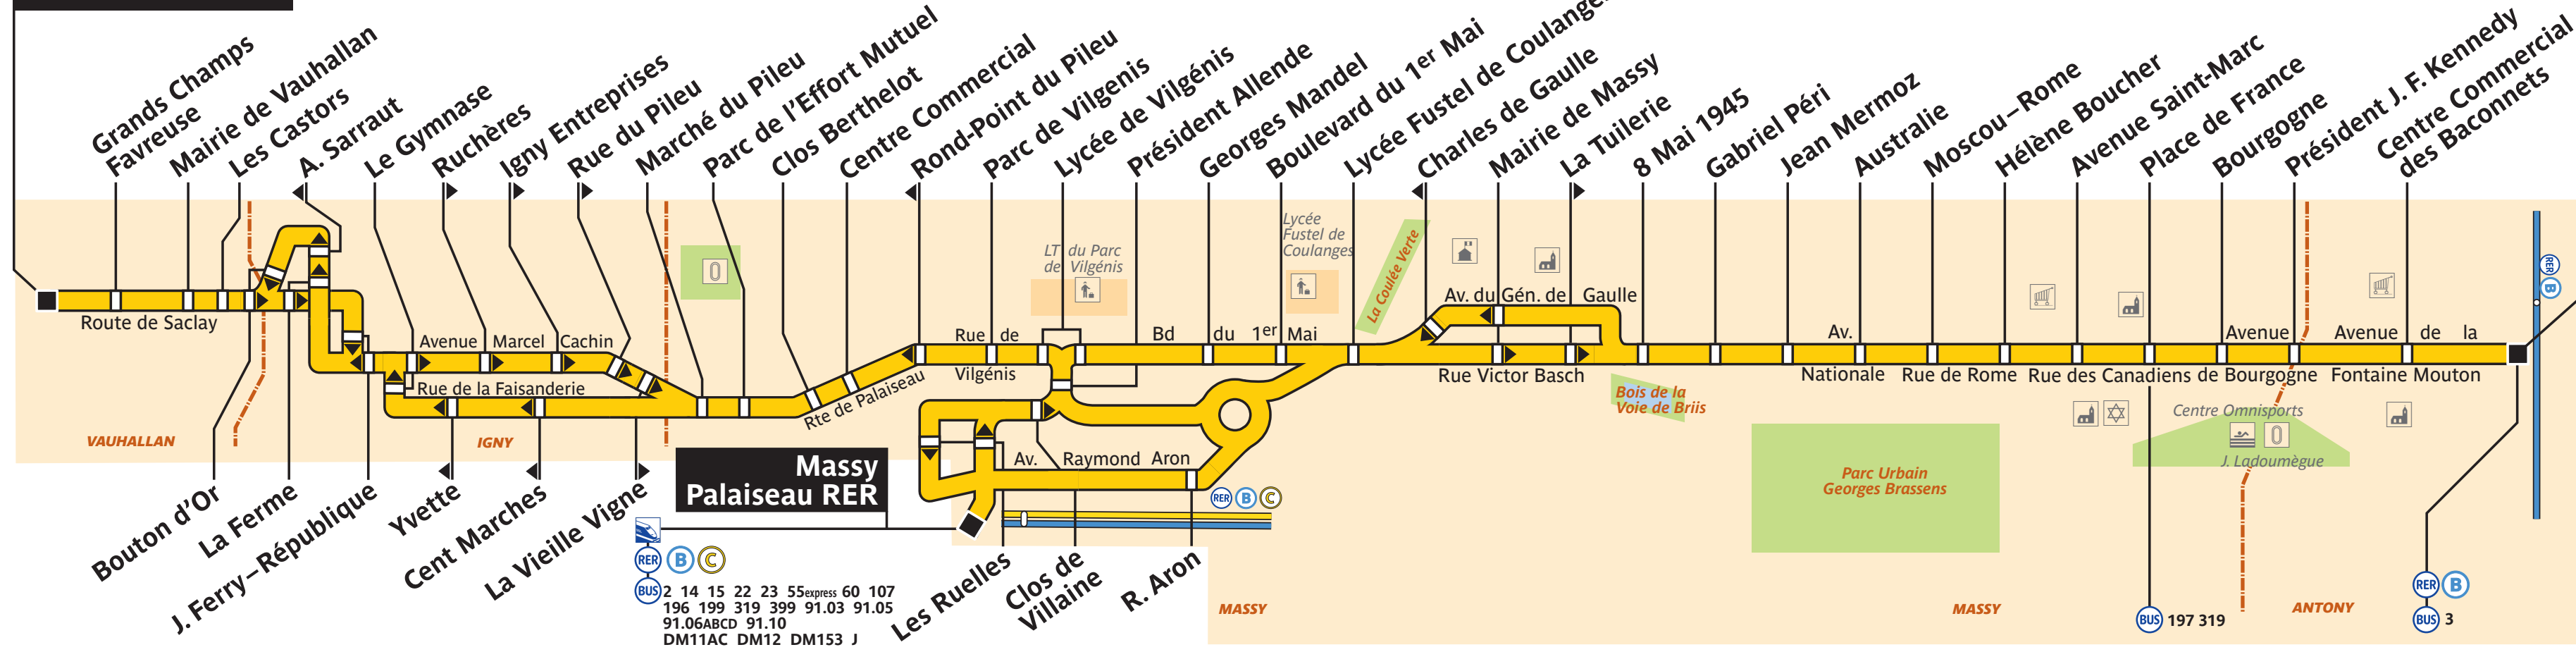 Grands Champs
Favreuse
Mairie de Vauhallan
Les Castors
A. Sarraut
Le Gymnase
Ruchères
Igny Entreprises
Rue du Pileu
Marché du Pileu
Parc de l'Effort Mutuel
Clos Berthelot
Centre Commercial
Rond-Point du Pileu
Parc de Vilgenis
Lycée de Vilgénis
Président Allende
Georges Mandel
Boulevard du 1er Mai
Lycée Fustel de
Charles de Gaulle
Mairie de Massy
La Tuilerie
8 Mai 1945
Gabriel Péri
Jean Mermoz
Australie
Moscou–Rome
Hélène Boucher
Avenue Saint-Marc
Place de France
Bourgogne
Président J. F. Kennedy
Centre Commercial
des Baconnets
Route de Saclay
Avenue Marcel Cachin
Rue de la Faisanderie
Rte de Palaiseau
LT du Parc
de Vilgénis
Rue de
Vilgénis
Bd du 1er Mai
Lycée
Fustel de
Coulanges
La Coulée Verte
Av. du Gén. de Gaulle
Rue Victor Basch
Bois de la
Voie de Briis
Av.
Nationale
Rue de Rome
Rue des Canadiens
Avenue
de Bourgogne
Avenue de la
Fontaine Mouton
RER B
Centre Omnisports
J. Ladoumègue
Parc Urbain
Georges Brassens
VAUHALLAN
IGNY
MASSY
MASSY
ANTONY
Bouton d'Or
La Ferme
J. Ferry–République
Yvette
Cent Marches
La Vieille Vigne
Massy
Palaiseau RER
RER B C
BUS 2 14 15 22 23 55express 60 107
196 199 319 399 91.03 91.05
91.06ABCD 91.10
DM11AC DM12 DM153 J
Av. Raymond Aron
RER B C
Les Ruelles
Clos de
Villaine
R. Aron
BUS 197 319
RER B
BUS 3